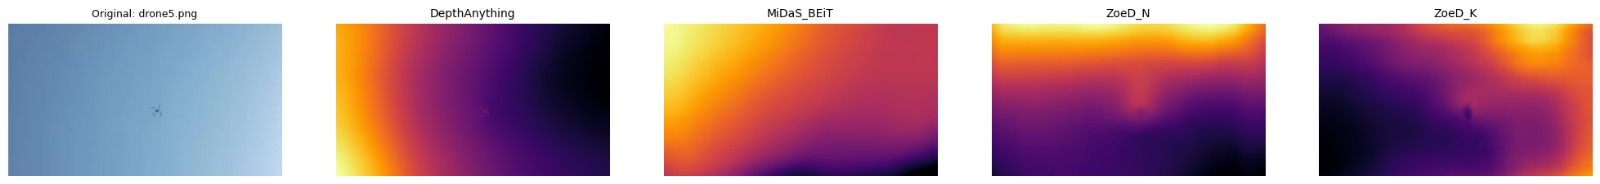 Original: drone5.png
DepthAnything
MiDaS_BEiT
ZoeD_N
ZoeD_K